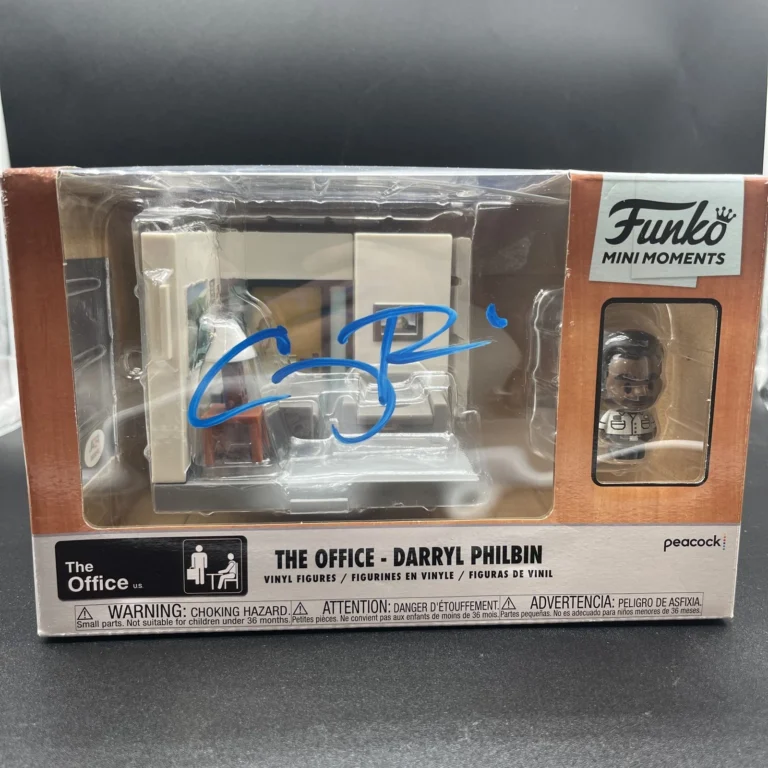 Funko
MINI MOMENTS
peacock
The
Office U.S.
THE OFFICE - DARRYL PHILBIN
VINYL FIGURES / FIGURINES EN VINYLE / FIGURAS DE VINIL
⚠ WARNING: CHOKING HAZARD.
Small parts. Not suitable for children under 36 months.
⚠ ATTENTION: DANGER D'ÉTOUFFEMENT.
Petites pièces. Ne convient pas aux enfants de moins de 36 mois.
⚠ ADVERTENCIA: PELIGRO DE ASFIXIA.
Partes pequeñas. No es adecuado para niños menores de 36 meses.